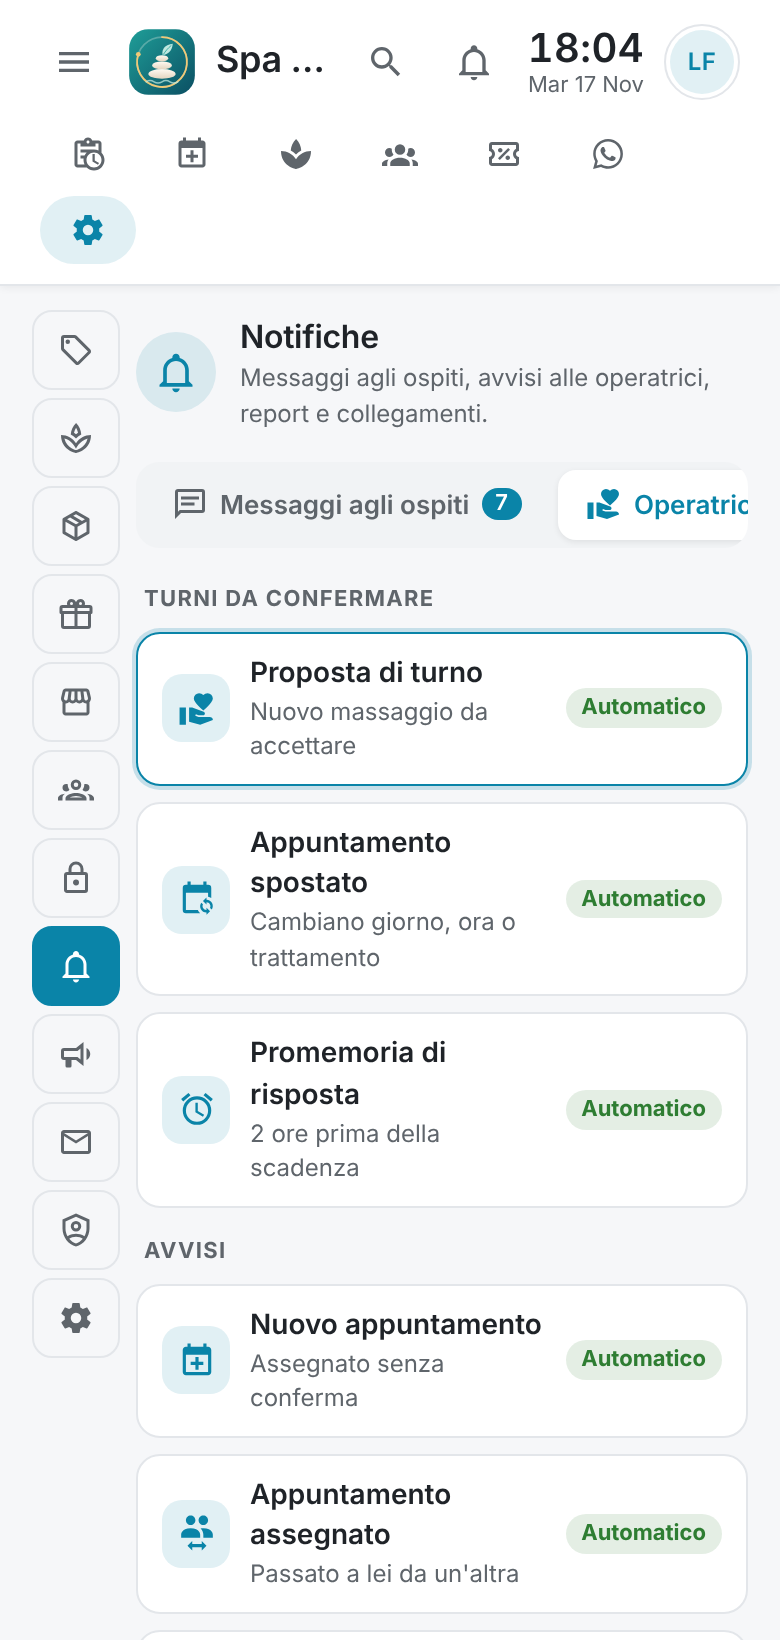 Spa ...
18:04
Mar 17 Nov
LF
Notifiche
Messaggi agli ospiti, avvisi alle operatrici,
report e collegamenti.
Messaggi agli ospiti 7
Operatric
TURNI DA CONFERMARE
Proposta di turno
Nuovo massaggio da
accettare
Automatico
Appuntamento
spostato
Cambiano giorno, ora o
trattamento
Automatico
Promemoria di
risposta
2 ore prima della
scadenza
Automatico
AVVISI
Nuovo appuntamento
Assegnato senza
conferma
Automatico
Appuntamento
assegnato
Passato a lei da un'altra
Automatico